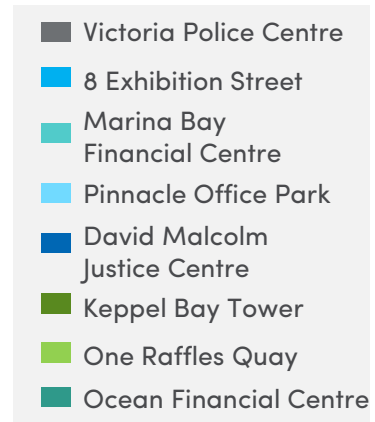 Victoria Police Centre
8 Exhibition Street
Marina Bay
Financial Centre
Pinnacle Office Park
David Malcolm
Justice Centre
Keppel Bay Tower
One Raffles Quay
Ocean Financial Centre